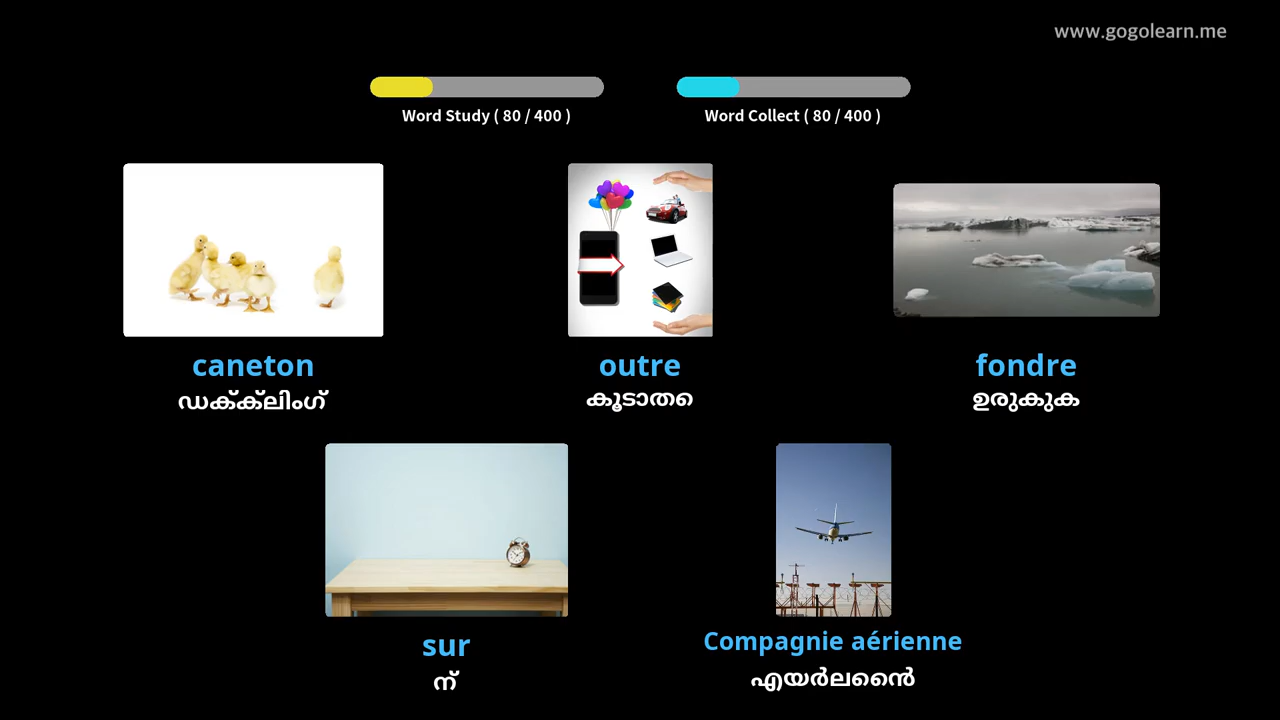 www.gogolearn.me
Word Study ( 80 / 400 )
Word Collect ( 80 / 400 )
caneton
ഡക്ക്ലിംഗ്
outre
കൂടാതെ
fondre
ഉരുകുക
sur
ന്
Compagnie aérienne
എയർലൈൻ